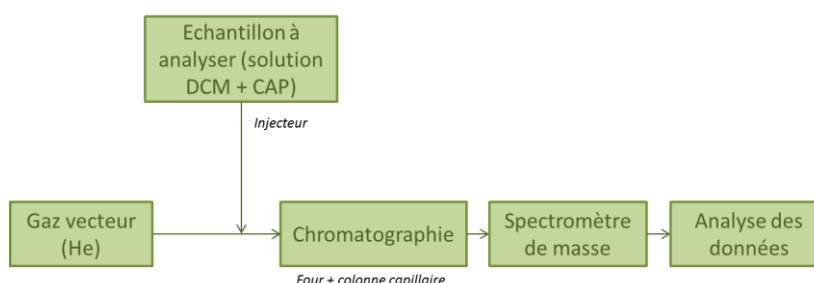 Echantillon à
analyser (solution
DCM + CAP)
Injecteur
Gaz vecteur
(He)
Chromatographie
Spectromètre
de masse
Analyse des
données
Four + colonne capillaire